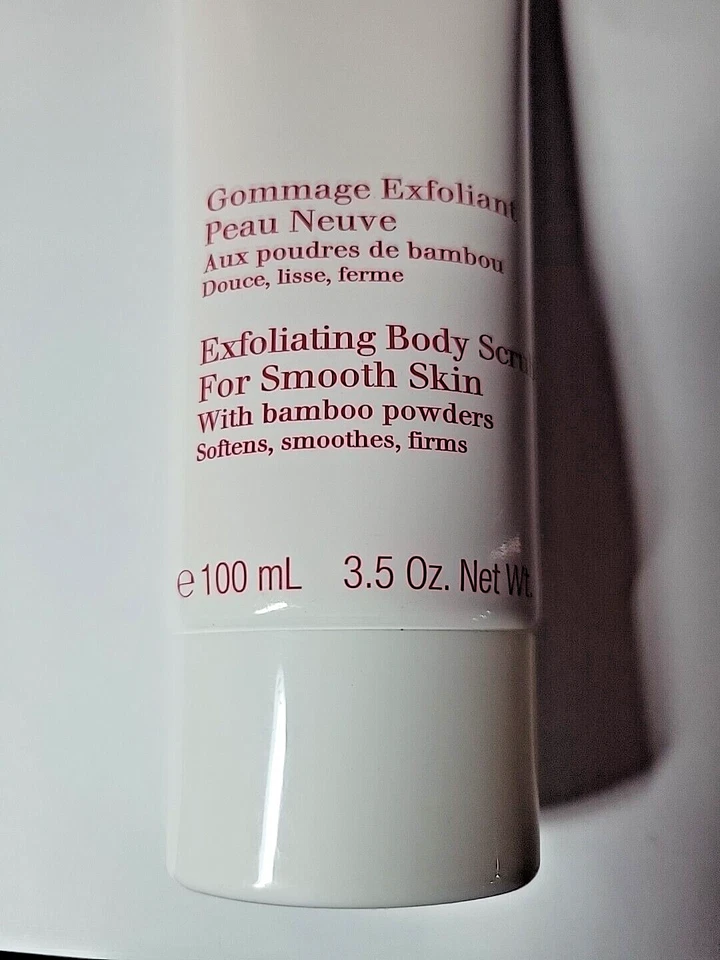 Gommage Exfoliant
Peau Neuve
Aux poudres de bambou
Douce, lisse, ferme
Exfoliating Body Scru
For Smooth Skin
With bamboo powders
Softens, smoothes, firms
℮ 100 mL 3.5 Oz. Net Wt.